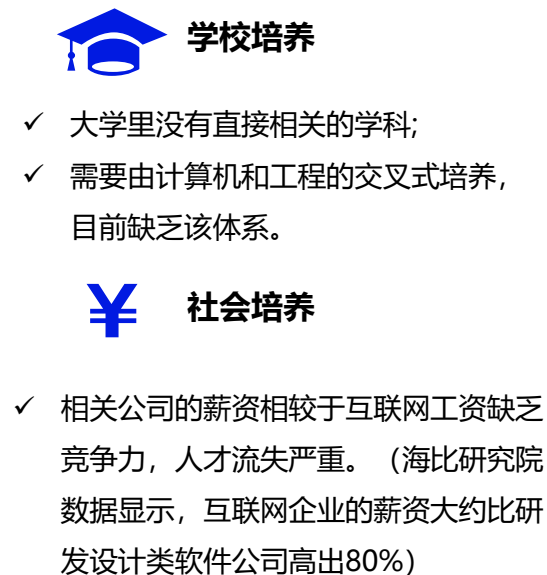 学校培养
✓ 大学里没有直接相关的学科;
✓ 需要由计算机和工程的交叉式培养，
目前缺乏该体系。
¥ 社会培养
✓ 相关公司的薪资相较于互联网工资缺乏
竞争力，人才流失严重。（海比研究院
数据显示，互联网企业的薪资大约比研
发设计类软件公司高出80%）